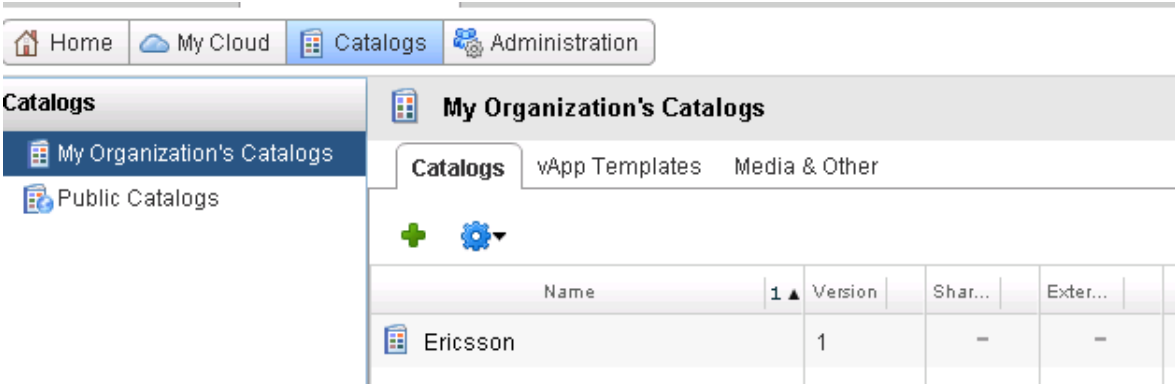 Home My Cloud Catalogs Administration
Catalogs
My Organization's Catalogs
Public Catalogs
My Organization's Catalogs
Catalogs vApp Templates Media & Other
Name 1 ▲ Version Shar... Exter...
Ericsson 1 – –